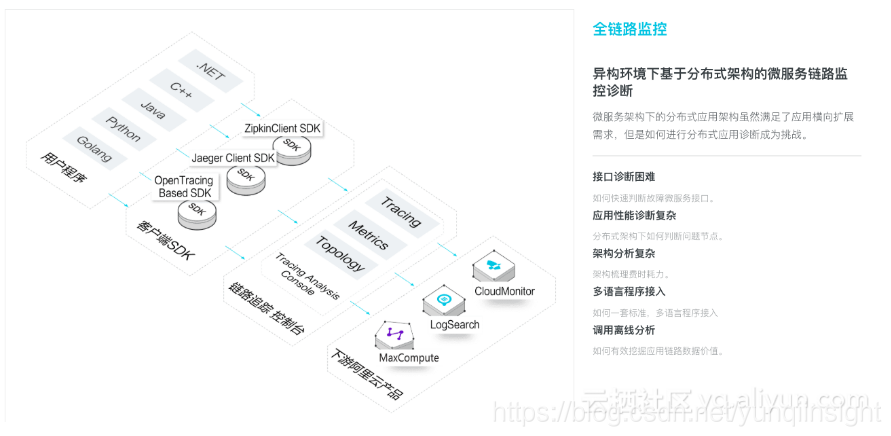 .NET
C++
Java
Python
Golang
用户程序
ZipkinClient SDK
SDK
Jaeger Client SDK
SDK
OpenTracing
Based SDK
SDK
客户端SDK
Tracing
Metrics
Topology
Tracing Analysis
Console
链路追踪 控制台
CloudMonitor
LogSearch
MaxCompute
下游阿里云产品
全链路监控
异构环境下基于分布式架构的微服务链路监
控诊断
微服务架构下的分布式应用架构虽然满足了应用横向扩展
需求，但是如何进行分布式应用诊断成为挑战。
接口诊断困难
如何快速判断故障微服务接口。
应用性能诊断复杂
分布式架构下如何判断问题节点。
架构分析复杂
架构梳理费时耗力。
多语言程序接入
如何一套标准，多语言程序接入
调用离线分析
如何有效挖掘应用链路数据价值。
云栖社区 yq.aliyun.com
https://blog.csdn.net/yunqiinsight